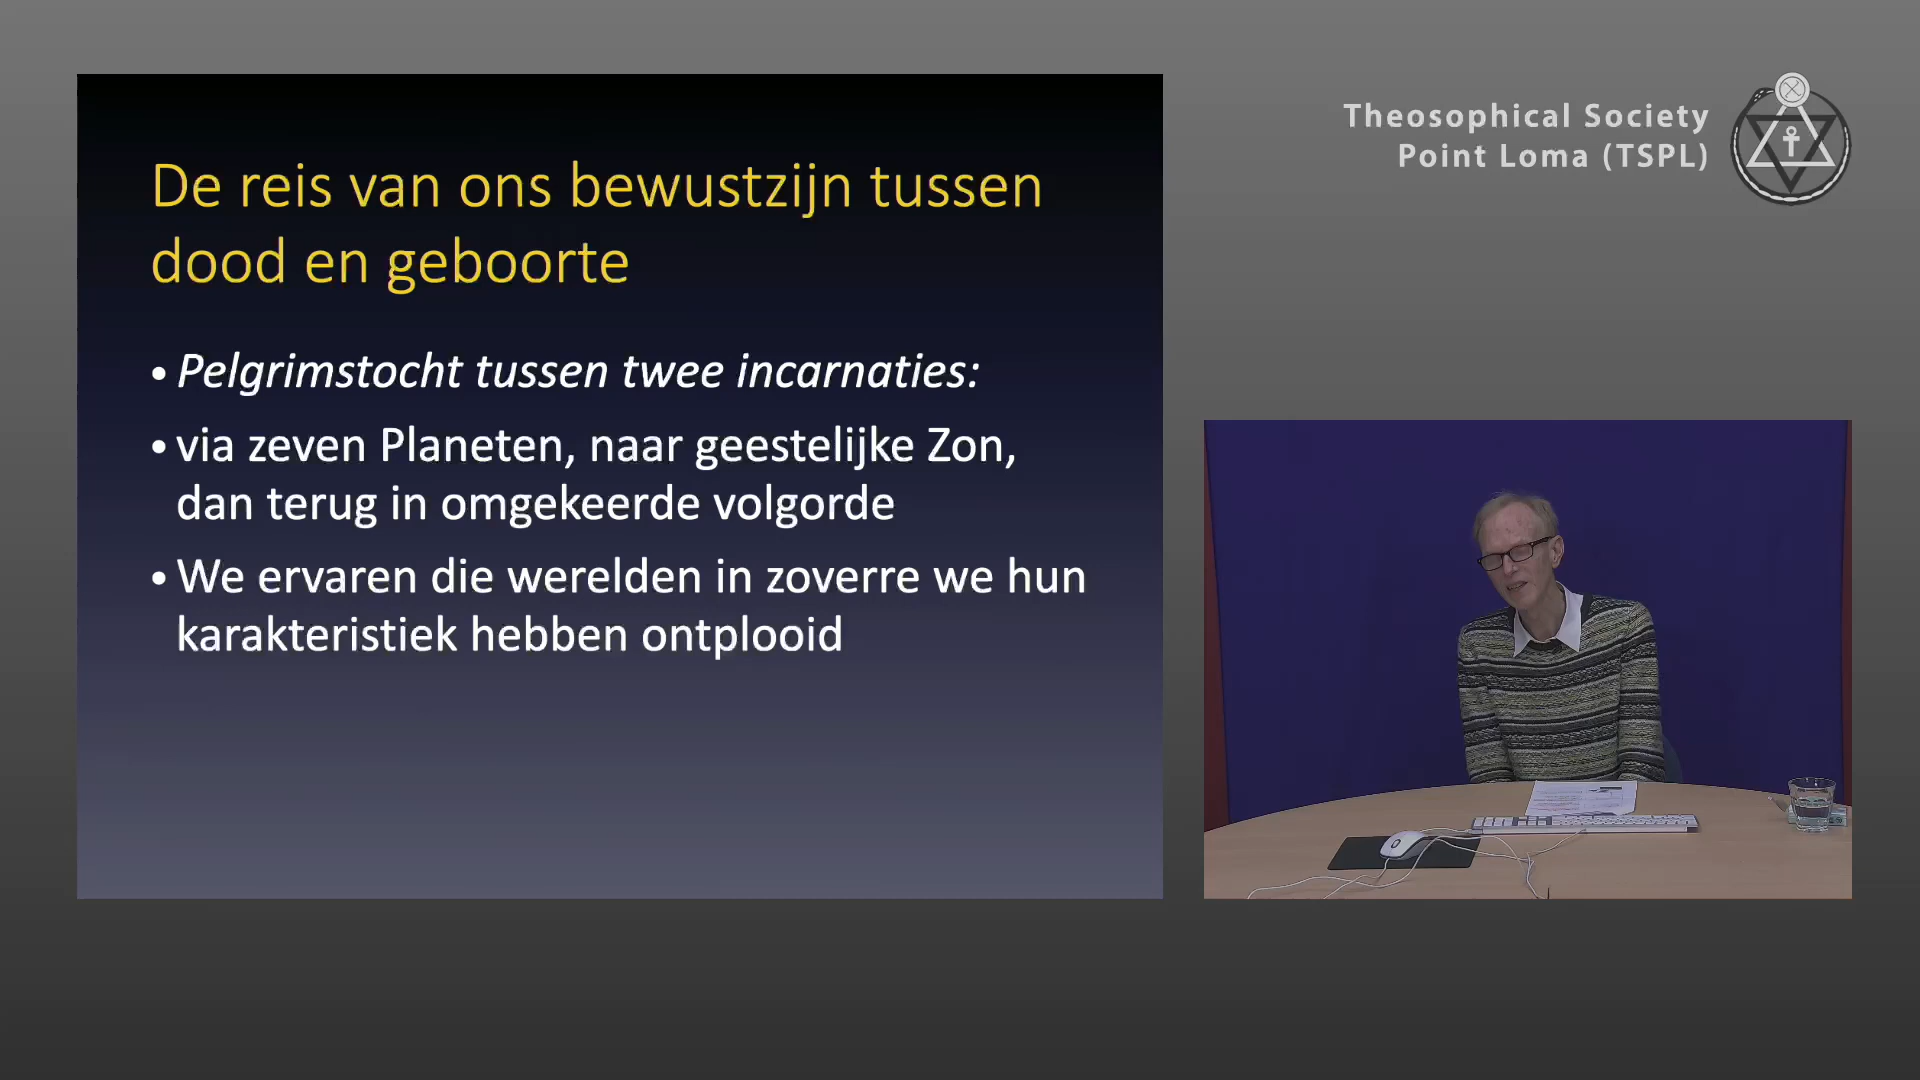 De reis van ons bewustzijn tussen
dood en geboorte
• Pelgrimstocht tussen twee incarnaties:
• via zeven Planeten, naar geestelijke Zon,
dan terug in omgekeerde volgorde
• We ervaren die werelden in zoverre we hun
karakteristiek hebben ontplooid
Theosophical Society
Point Loma (TSPL)